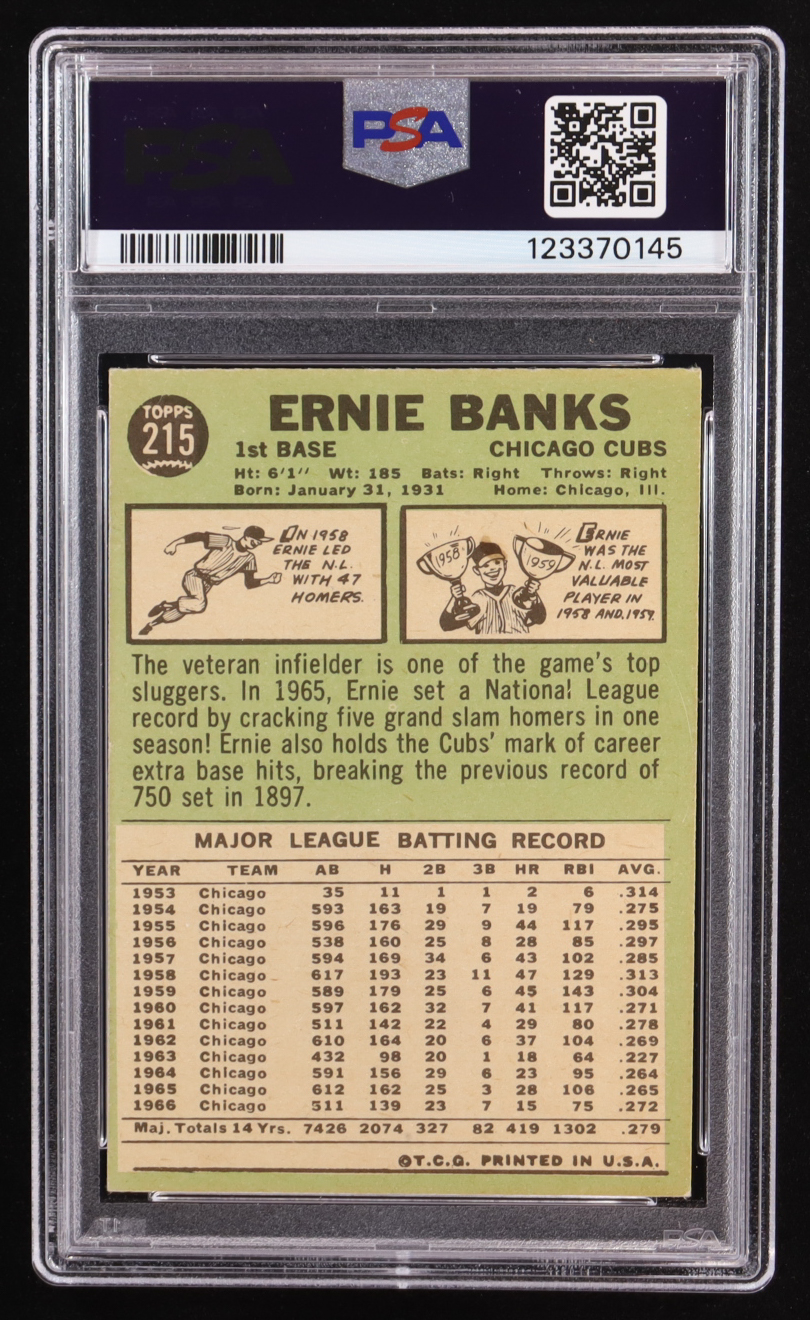 PSA
123370145
TOPPS
215
ERNIE BANKS
1st BASE CHICAGO CUBS
Ht: 6'1" Wt: 185 Bats: Right Throws: Right
Born: January 31, 1931 Home: Chicago, Ill.
IN 1958
ERNIE LED
THE N.L.
WITH 47
HOMERS.
1958
1959
ERNIE
WAS THE
N.L. MOST
VALUABLE
PLAYER IN
1958 AND 1959.
The veteran infielder is one of the game's top
sluggers. In 1965, Ernie set a National League
record by cracking five grand slam homers in one
season! Ernie also holds the Cubs' mark of career
extra base hits, breaking the previous record of
750 set in 1897.
MAJOR LEAGUE BATTING RECORD
YEAR TEAM AB H 2B 3B HR RBI AVG.
1953 Chicago 35 11 1 1 2 6 .314
1954 Chicago 593 163 19 7 19 79 .275
1955 Chicago 596 176 29 9 44 117 .295
1956 Chicago 538 160 25 8 28 85 .297
1957 Chicago 594 169 34 6 43 102 .285
1958 Chicago 617 193 23 11 47 129 .313
1959 Chicago 589 179 25 6 45 143 .304
1960 Chicago 597 162 32 7 41 117 .271
1961 Chicago 511 142 22 4 29 80 .278
1962 Chicago 610 164 20 6 37 104 .269
1963 Chicago 432 98 20 1 18 64 .227
1964 Chicago 591 156 29 6 23 95 .264
1965 Chicago 612 162 25 3 28 106 .265
1966 Chicago 511 139 23 7 15 75 .272
Maj. Totals 14 Yrs. 7426 2074 327 82 419 1302 .279
©T.C.G. PRINTED IN U.S.A.
PSA